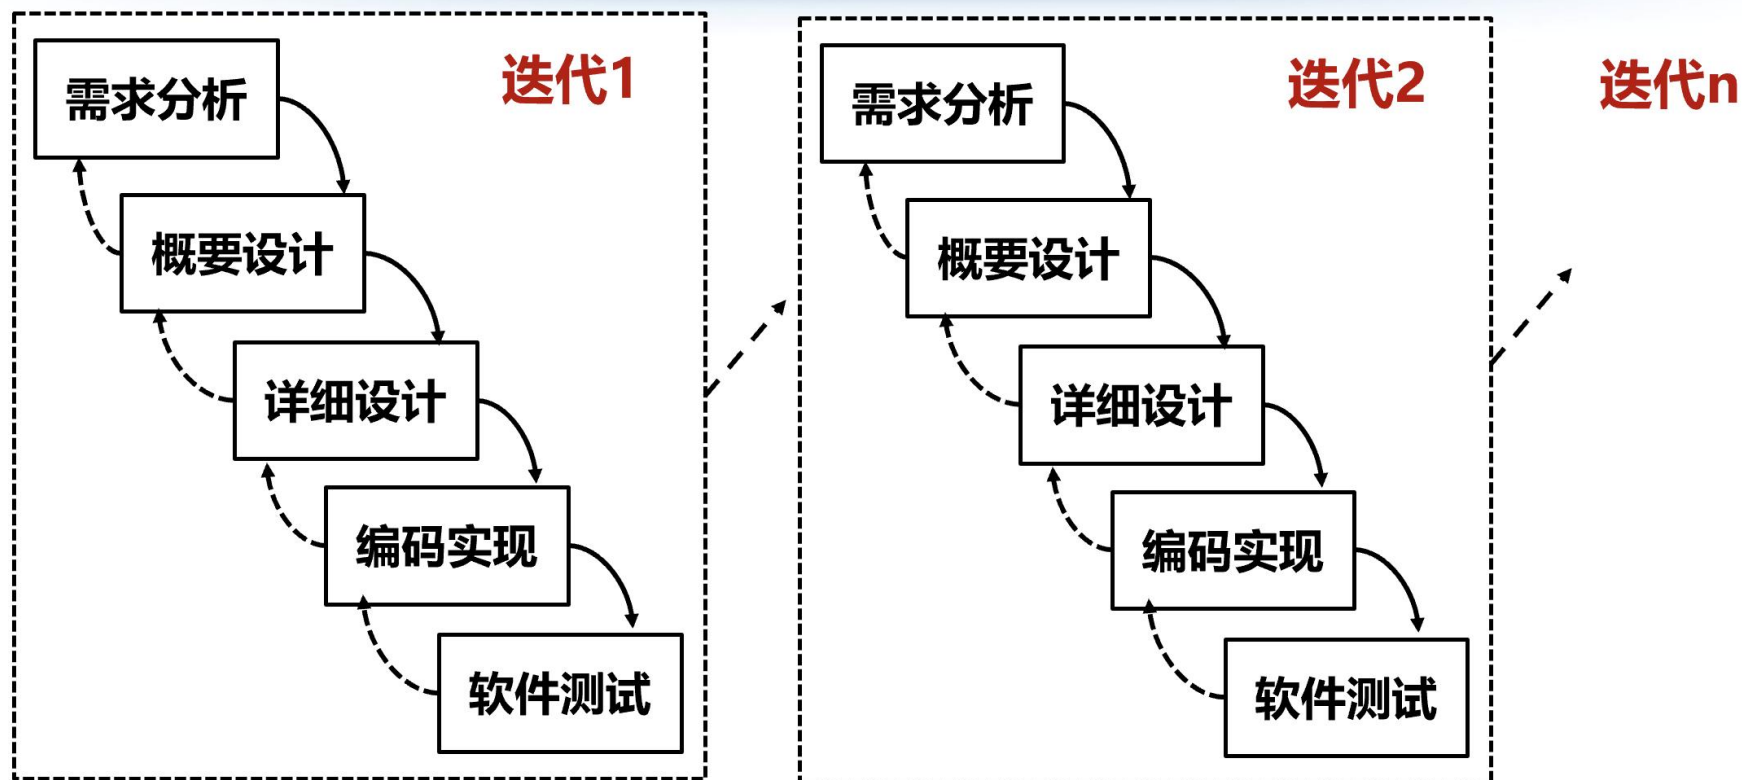 迭代1
需求分析
概要设计
详细设计
编码实现
软件测试
迭代2
需求分析
概要设计
详细设计
编码实现
软件测试
迭代n